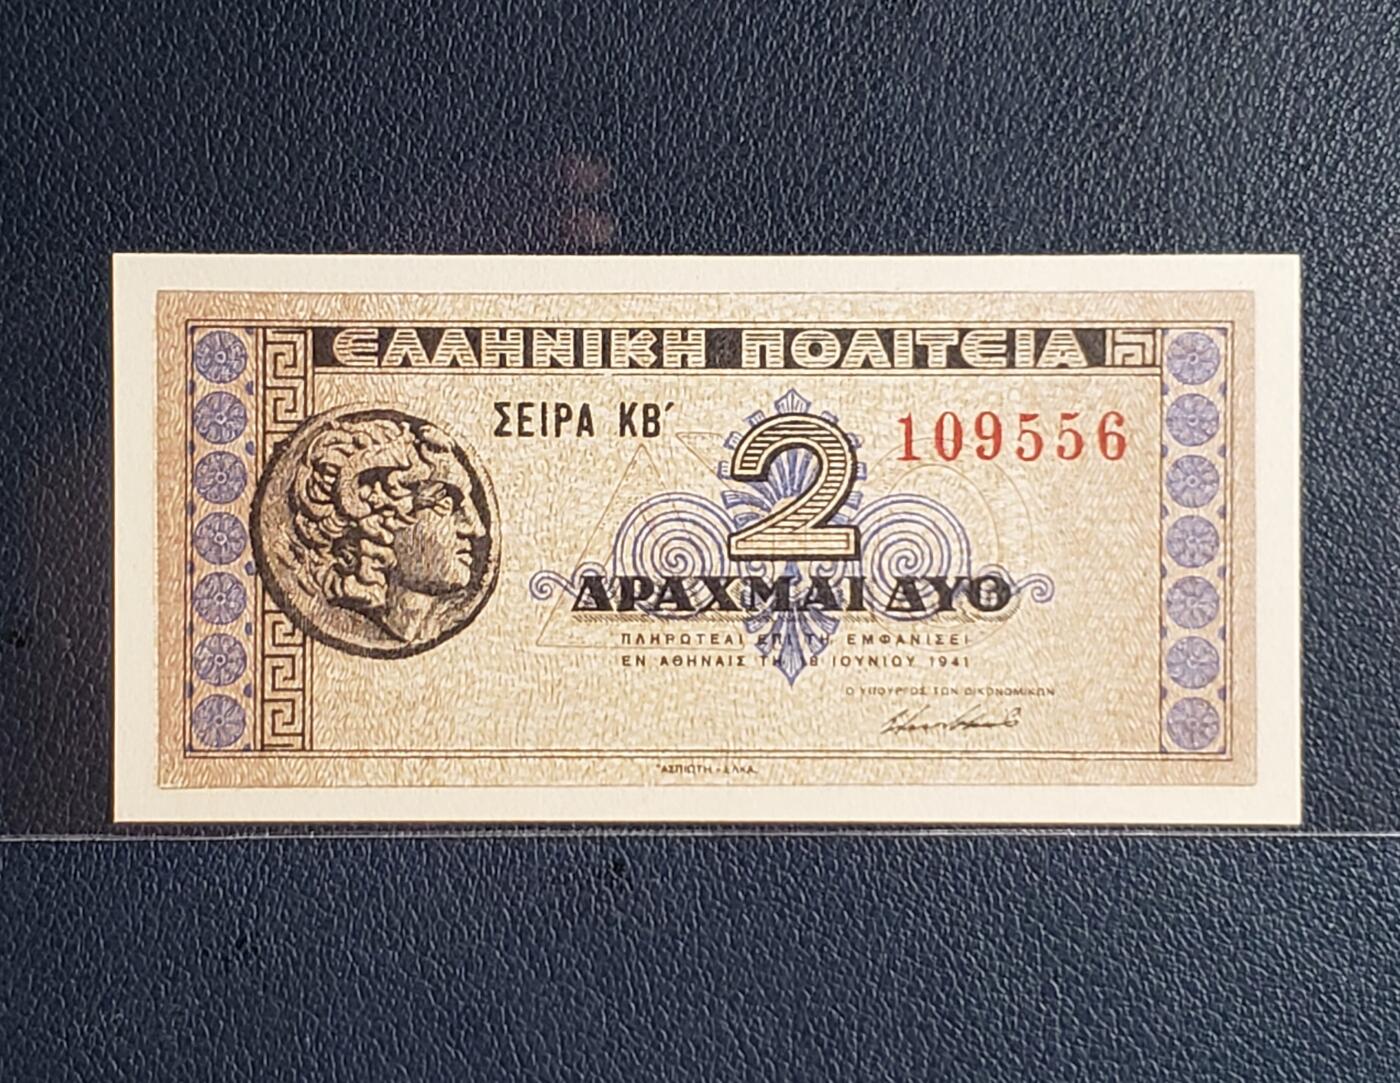 ΕΛΛΗΝΙΚΗ ΠΟΛΙΤΕΙΑ
ΣΕΙΡΑ ΚΒ΄
109556
2
ΔΡΑΧΜΑΙ ΔΥΟ
ΠΛΗΡΩΤΕΑΙ ΕΠΙ ΤΗ ΕΜΦΑΝΙΣΕΙ
ΕΝ ΑΘΗΝΑΙΣ ΤΗ 18 ΙΟΥΝΙΟΥ 1941
Ο ΥΠΟΥΡΓΟΣ ΤΩΝ ΟΙΚΟΝΟΜΙΚΩΝ
"ΑΣΠΙΩΤΗ - ΕΛΚΑ"